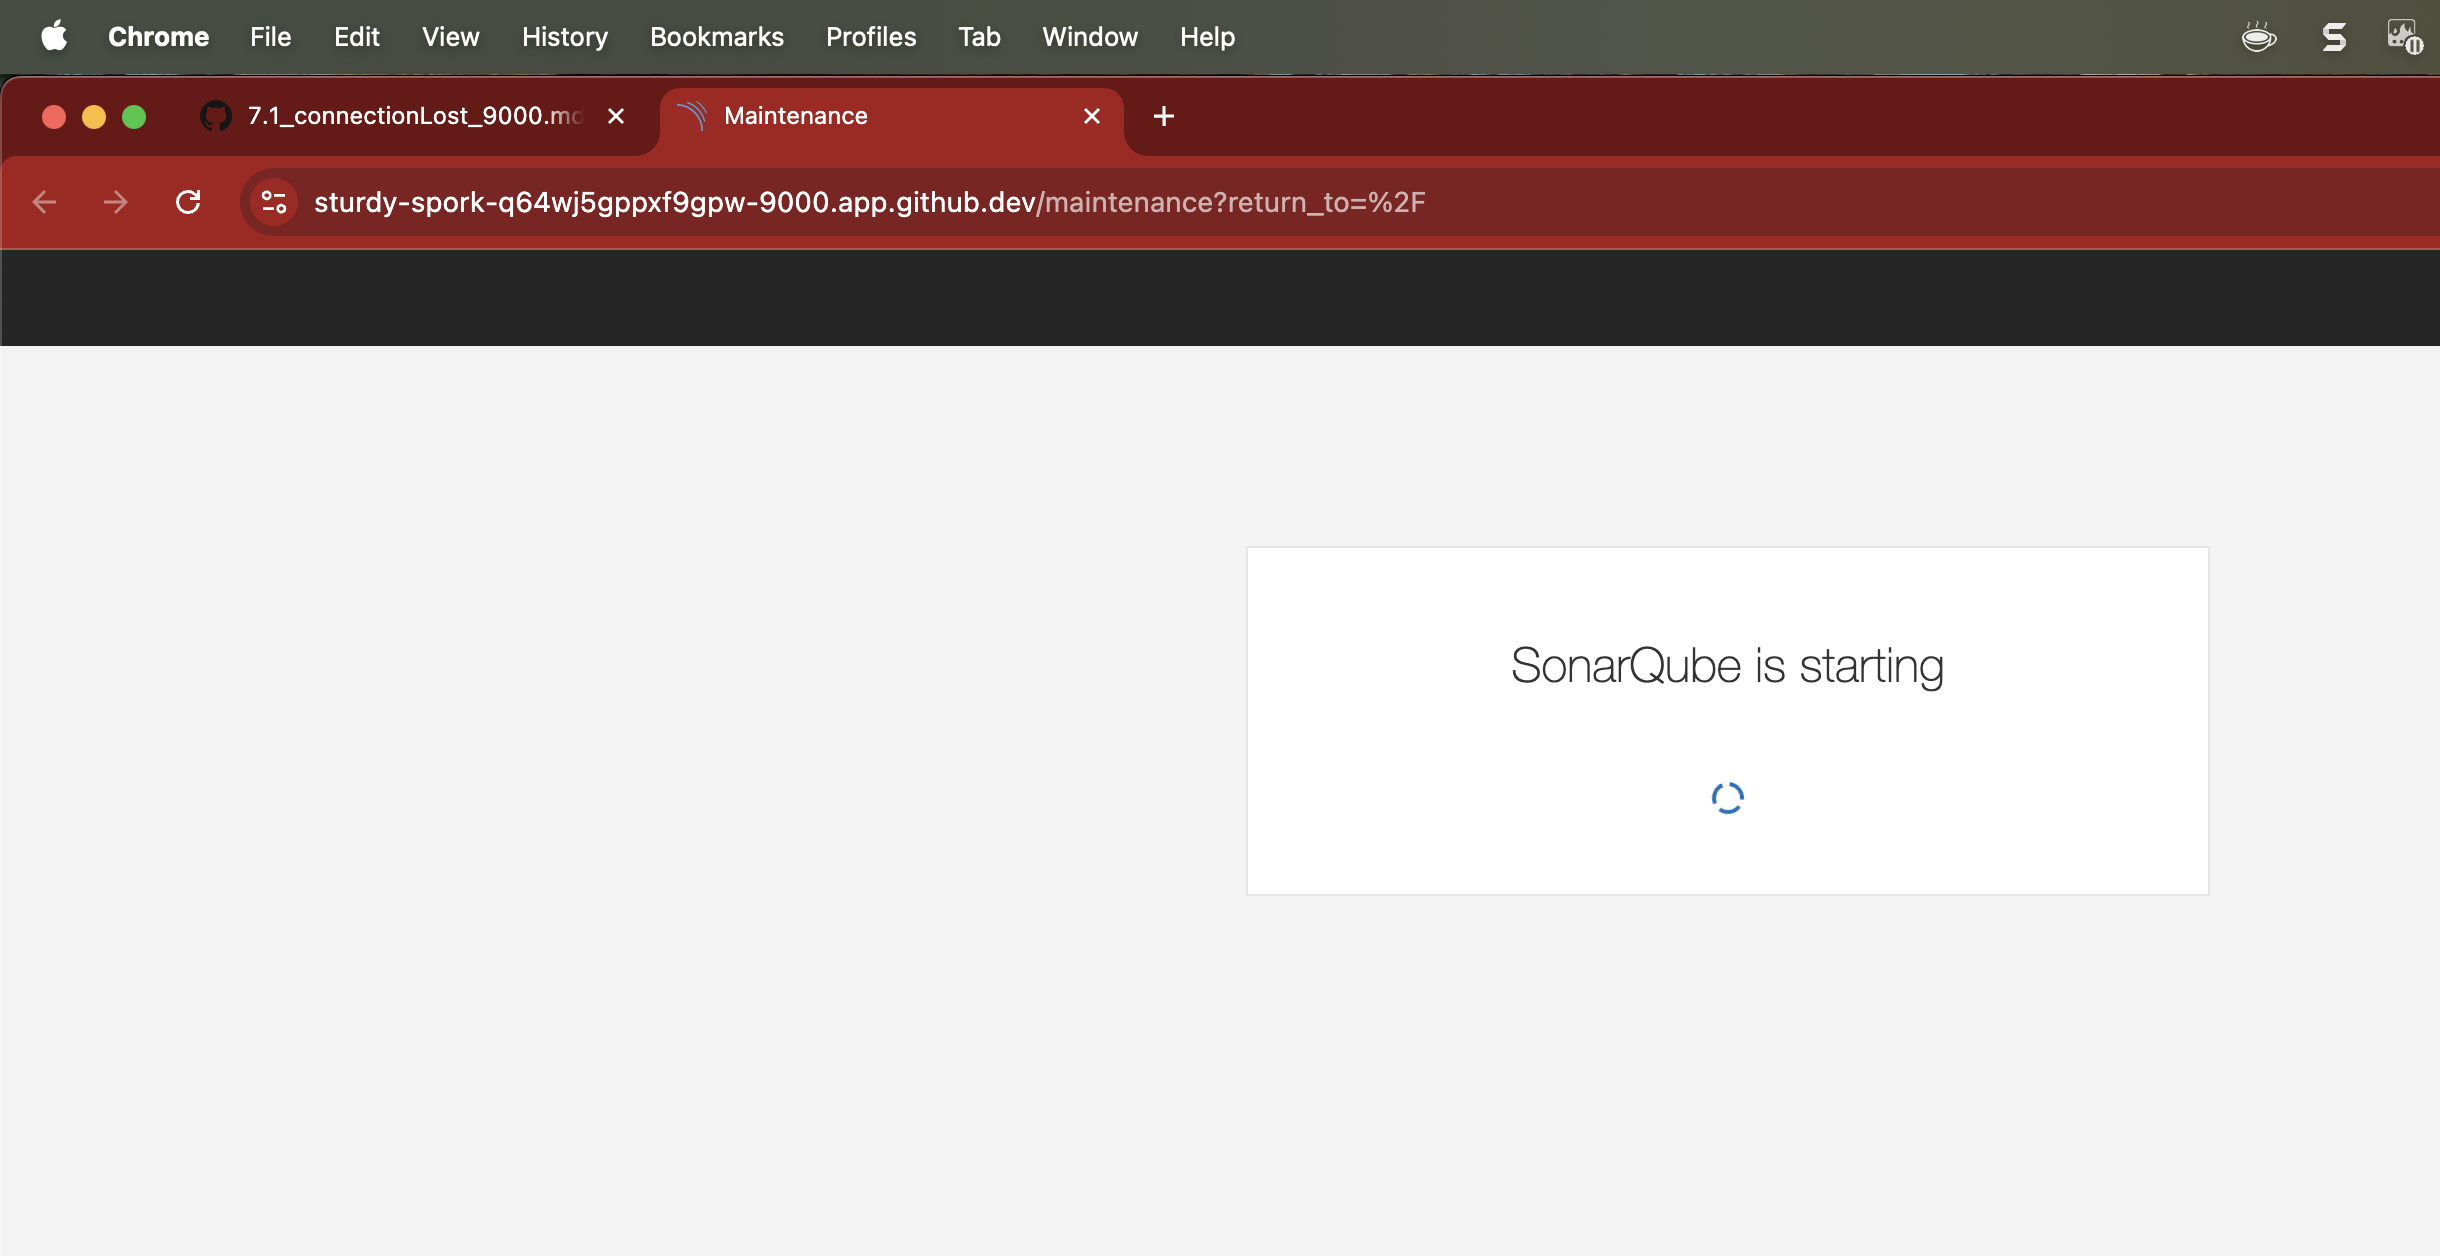 Chrome File Edit View History Bookmarks Profiles Tab Window Help
7.1_connectionLost_9000.md Maintenance
sturdy-spork-q64wj5gppxf9gpw-9000.app.github.dev/maintenance?return_to=%2F
SonarQube is starting